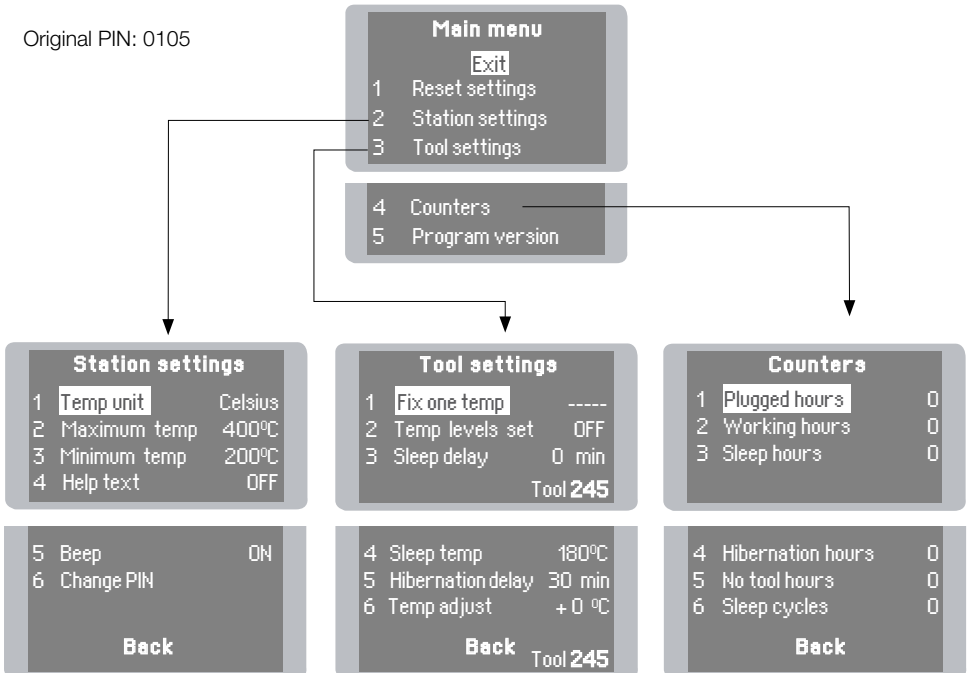 Original PIN: 0105
Main menu
Exit
1 Reset settings
2 Station settings
3 Tool settings
4 Counters
5 Program version
Station settings
1 Temp unit Celsius
2 Maximum temp 400ºC
3 Minimum temp 200ºC
4 Help text OFF
5 Beep ON
6 Change PIN
Back
Tool settings
1 Fix one temp -----
2 Temp levels set OFF
3 Sleep delay 0 min
Tool 245
4 Sleep temp 180ºC
5 Hibernation delay 30 min
6 Temp adjust +0 ºC
Back
Tool 245
Counters
1 Plugged hours 0
2 Working hours 0
3 Sleep hours 0
4 Hibernation hours 0
5 No tool hours 0
6 Sleep cycles 0
Back